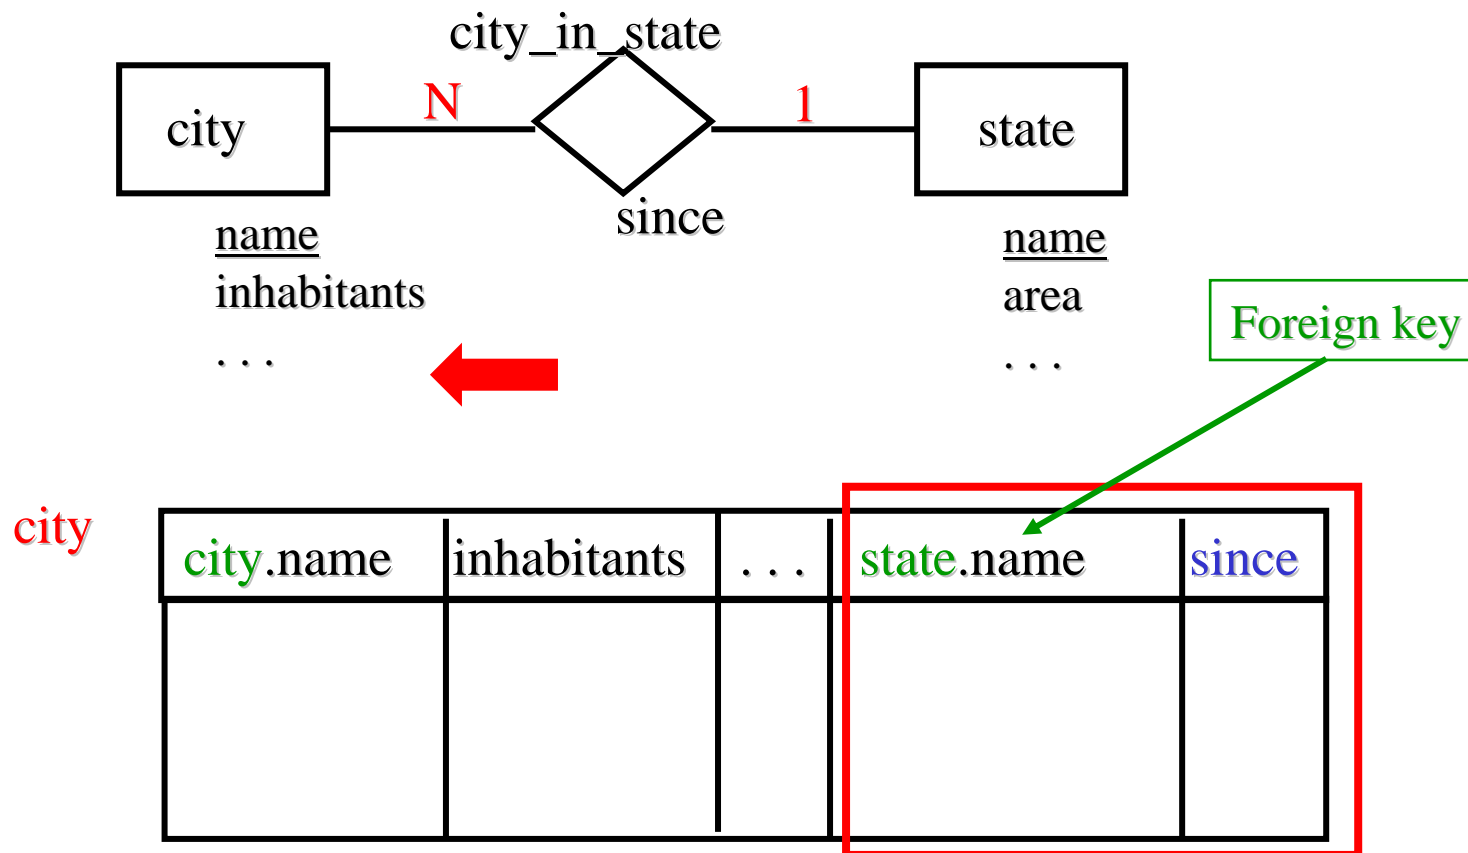 city_in_state
N
1
city
state
since
name
name
inhabitants
area
. . .
. . .
Foreign key
city
city.name
inhabitants
. . .
state.name
since